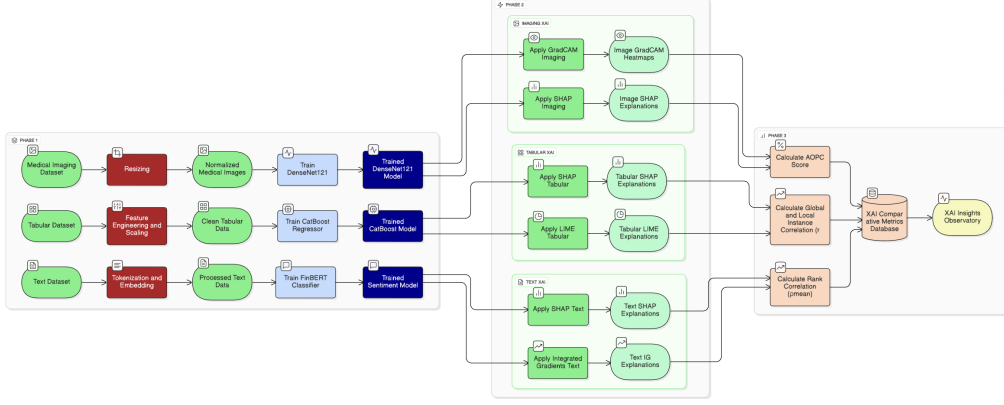 PHASE 1
Medical Imaging
Dataset
Resizing
Normalized
Medical Images
Train
DenseNet121
Trained
DenseNet121
Model
Tabular Dataset
Feature
Engineering and
Scaling
Clean Tabular
Data
Train CatBoost
Regressor
Trained
CatBoost Model
Text Dataset
Tokenization and
Embedding
Processed Text
Data
Train FinBERT
Classifier
Trained
Sentiment Model
PHASE 2
IMAGING XAI
Apply GradCAM
Imaging
Image GradCAM
Heatmaps
Apply SHAP
Imaging
Image SHAP
Explanations
TABULAR XAI
Apply SHAP
Tabular
Tabular SHAP
Explanations
Apply LIME
Tabular
Tabular LIME
Explanations
TEXT XAI
Apply SHAP Text
Text SHAP
Explanations
Apply Integrated
Gradients Text
Text IG
Explanations
PHASE 3
Calculate AOPC
Score
Calculate Global
and Local
Instance
Correlation (r
Calculate Rank
Correlation
(pmean)
XAI Compar
ative Metrics
Database
XAI Insights
Observatory